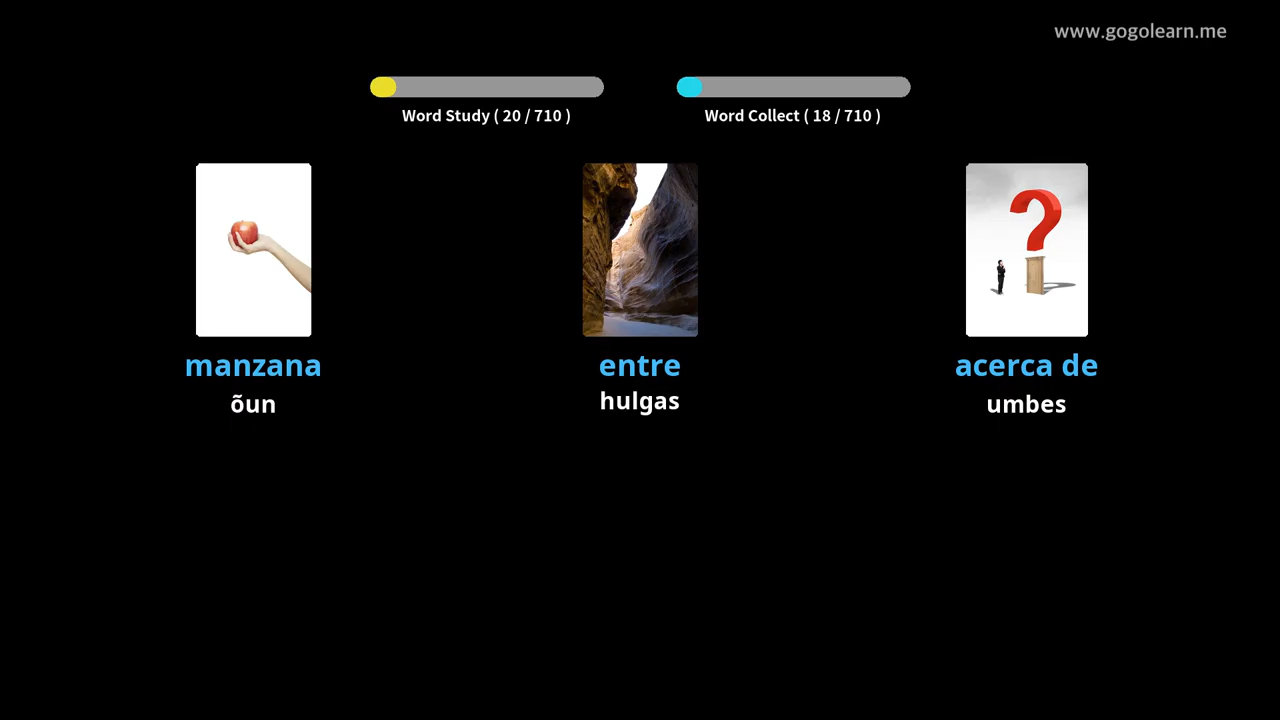 www.gogolearn.me
Word Study ( 20 / 710 )
Word Collect ( 18 / 710 )
manzana
õun
entre
hulgas
acerca de
umbes